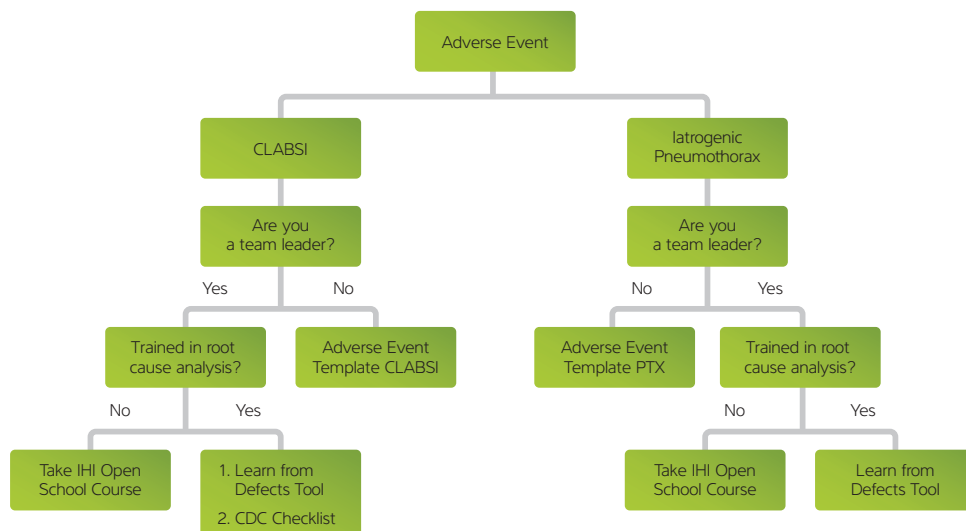 Adverse Event
CLABSI
Iatrogenic
Pneumothorax
Are you
a team leader?
Are you
a team leader?
Yes
No
No
Yes
Trained in root
cause analysis?
Adverse Event
Template CLABSI
Adverse Event
Template PTX
Trained in root
cause analysis?
No
Yes
No
Yes
Take IHI Open
School Course
1. Learn from
Defects Tool
2. CDC Checklist
Take IHI Open
School Course
Learn from
Defects Tool